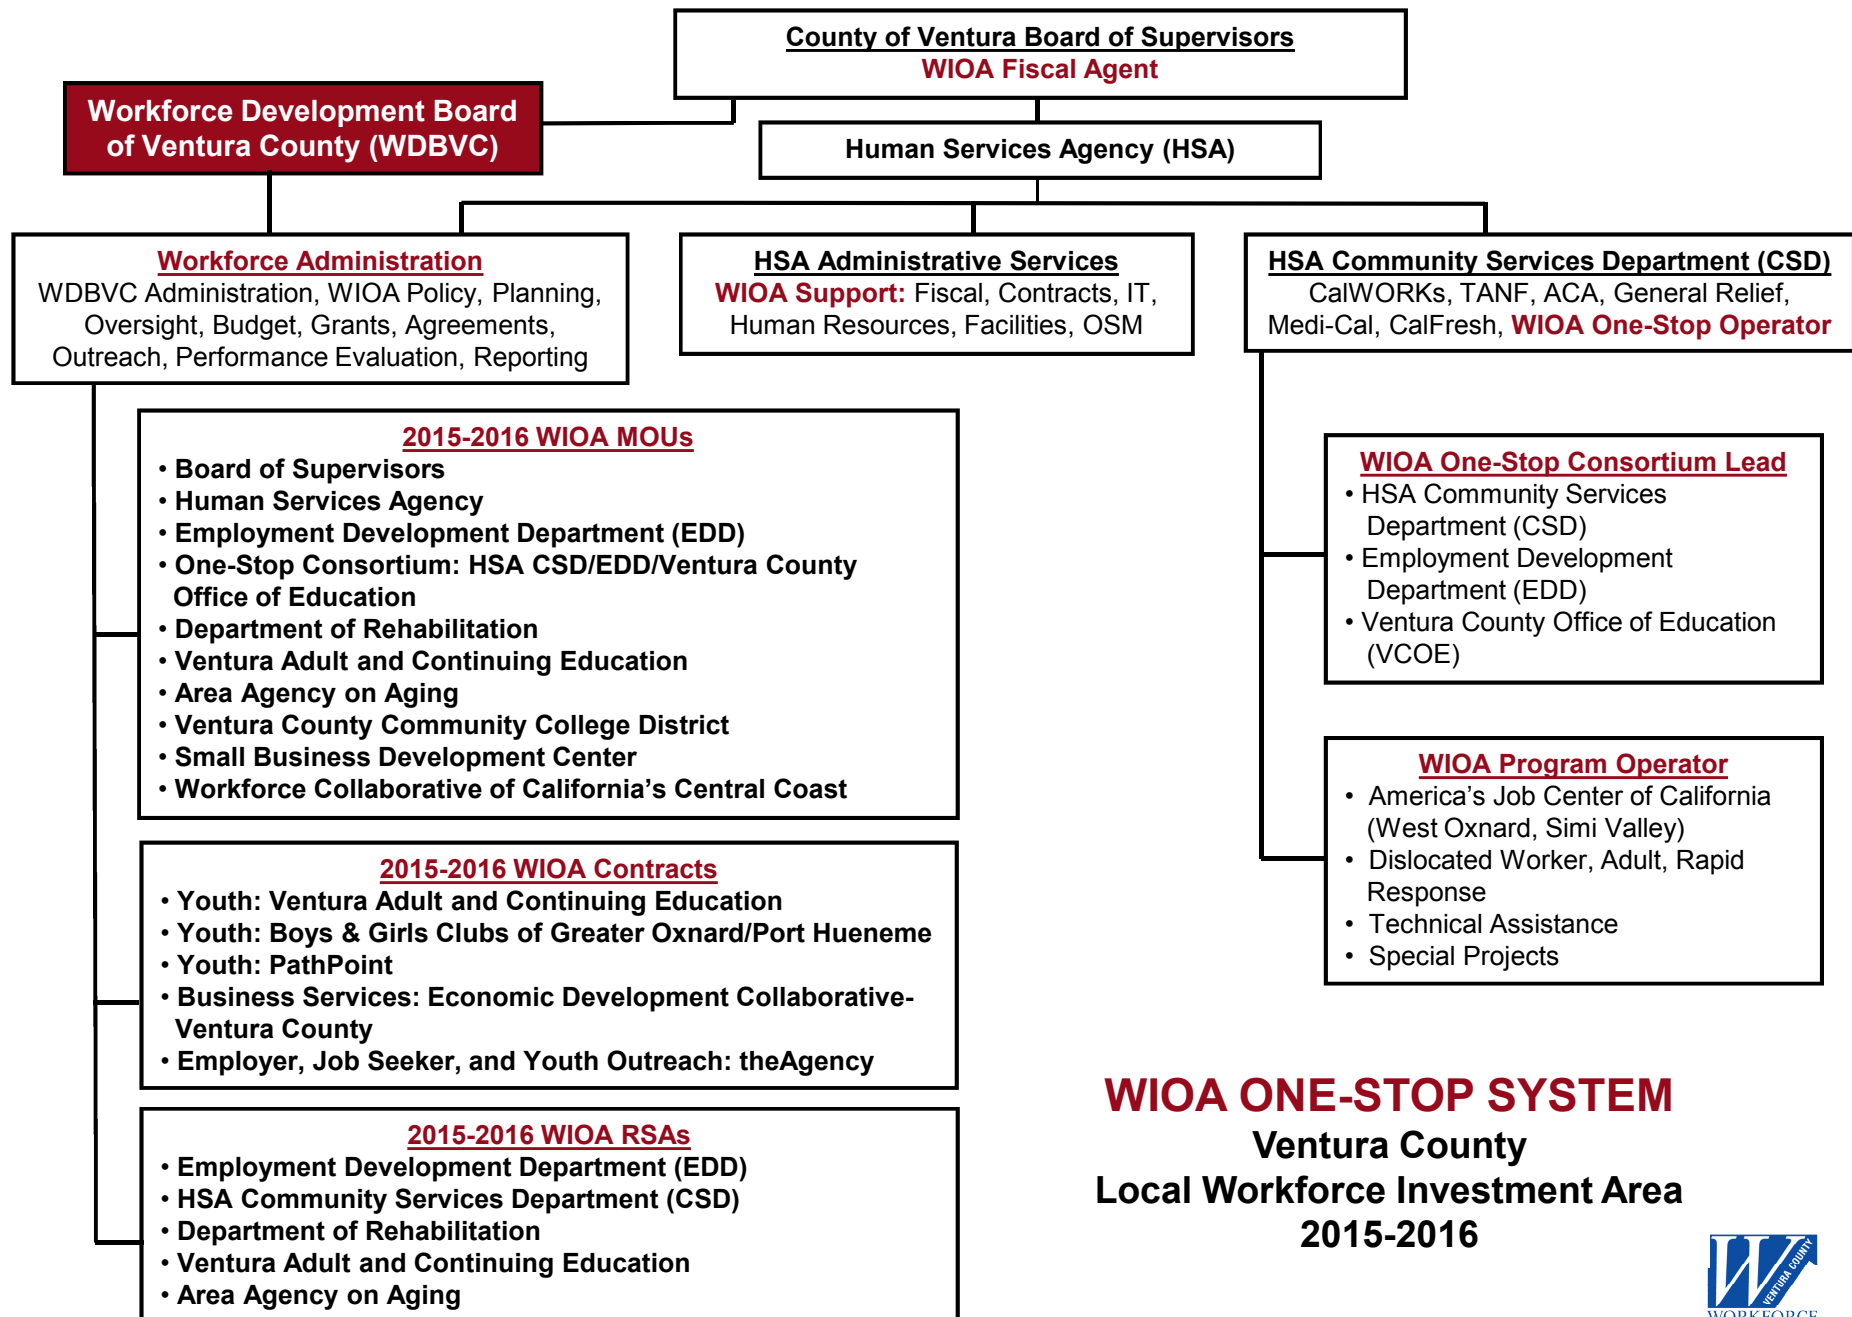 County of Ventura Board of Supervisors
WIOA Fiscal Agent
Workforce Development Board
of Ventura County (WDBVC)
Human Services Agency (HSA)
Workforce Administration
WDBVC Administration, WIOA Policy, Planning,
Oversight, Budget, Grants, Agreements,
Outreach, Performance Evaluation, Reporting
HSA Administrative Services
WIOA Support: Fiscal, Contracts, IT,
Human Resources, Facilities, OSM
HSA Community Services Department (CSD)
CalWORKs, TANF, ACA, General Relief,
Medi-Cal, CalFresh, WIOA One-Stop Operator
2015-2016 WIOA MOUs
• Board of Supervisors
• Human Services Agency
• Employment Development Department (EDD)
• One-Stop Consortium: HSA CSD/EDD/Ventura County
Office of Education
• Department of Rehabilitation
• Ventura Adult and Continuing Education
• Area Agency on Aging
• Ventura County Community College District
• Small Business Development Center
• Workforce Collaborative of California's Central Coast
WIOA One-Stop Consortium Lead
• HSA Community Services
Department (CSD)
• Employment Development
Department (EDD)
• Ventura County Office of Education
(VCOE)
WIOA Program Operator
• America's Job Center of California
(West Oxnard, Simi Valley)
• Dislocated Worker, Adult, Rapid
Response
• Technical Assistance
• Special Projects
2015-2016 WIOA Contracts
• Youth: Ventura Adult and Continuing Education
• Youth: Boys & Girls Clubs of Greater Oxnard/Port Hueneme
• Youth: PathPoint
• Business Services: Economic Development Collaborative-
Ventura County
• Employer, Job Seeker, and Youth Outreach: theAgency
2015-2016 WIOA RSAs
• Employment Development Department (EDD)
• HSA Community Services Department (CSD)
• Department of Rehabilitation
• Ventura Adult and Continuing Education
• Area Agency on Aging
WIOA ONE-STOP SYSTEM
Ventura County
Local Workforce Investment Area
2015-2016
W
VENTURA COUNTY
WORKFORCE